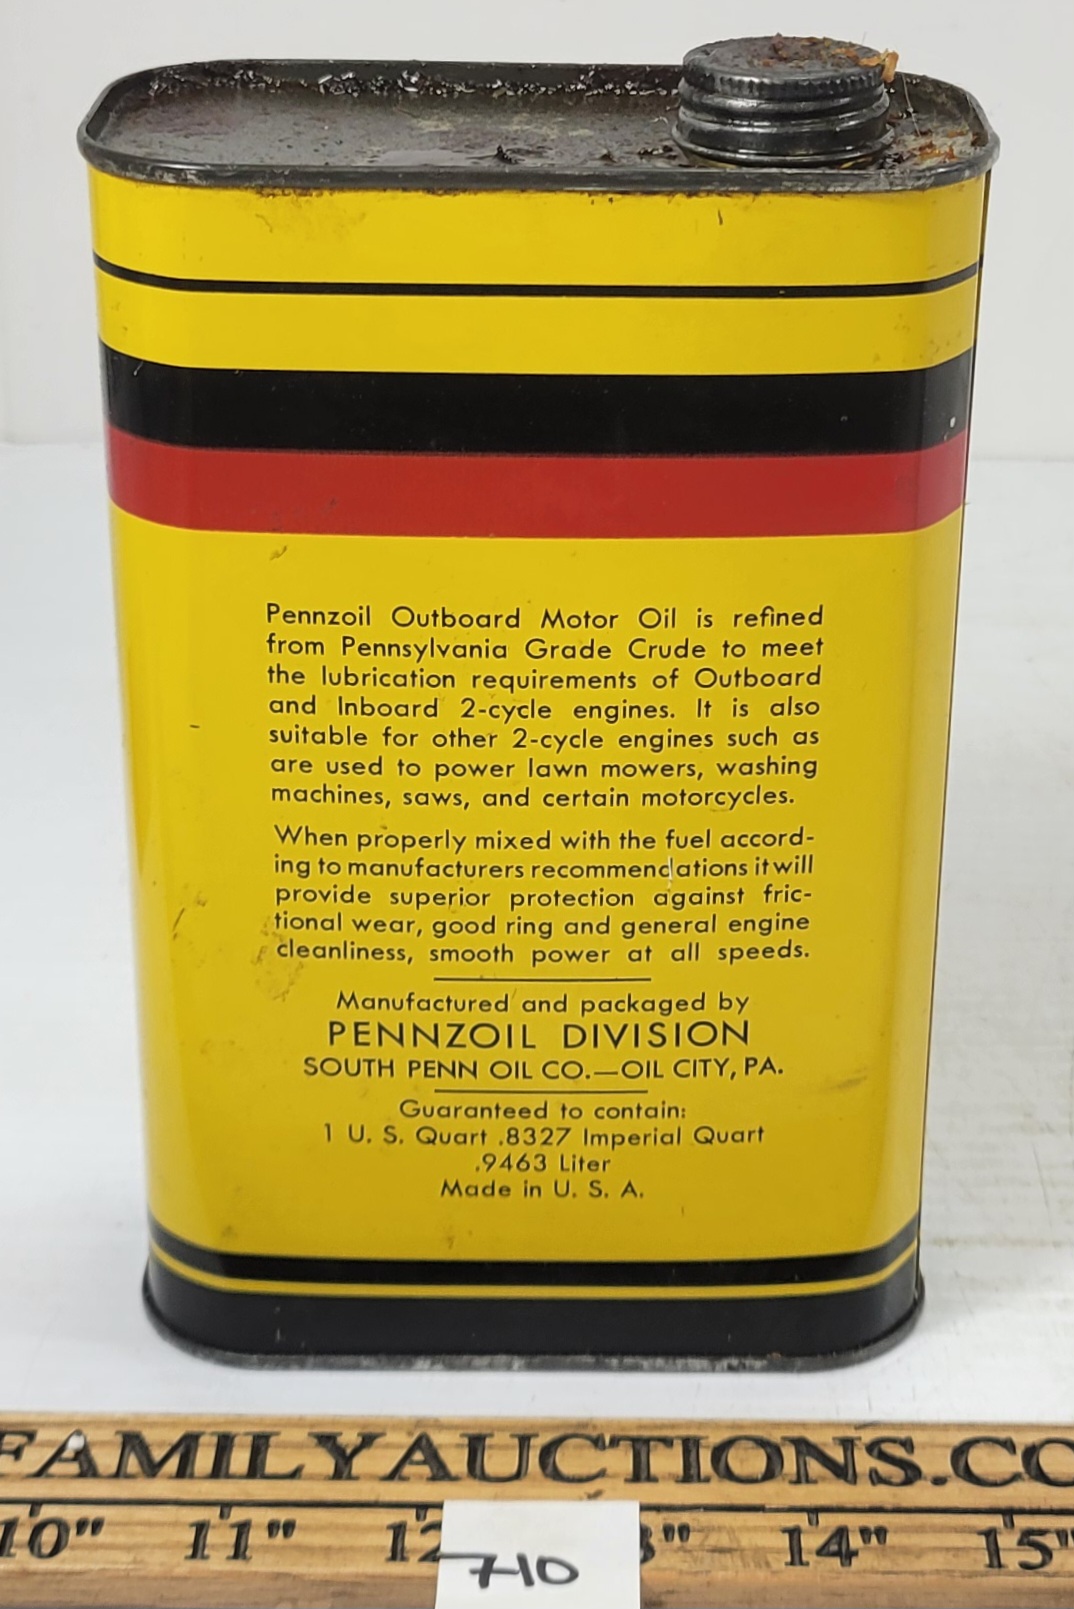 Pennzoil Outboard Motor Oil is refined
from Pennsylvania Grade Crude to meet
the lubrication requirements of Outboard
and Inboard 2-cycle engines. It is also
suitable for other 2-cycle engines such as
are used to power lawn mowers, washing
machines, saws, and certain motorcycles.
When properly mixed with the fuel accord-
ing to manufacturers recommendations it will
provide superior protection against fric-
tional wear, good ring and general engine
cleanliness, smooth power at all speeds.
Manufactured and packaged by
PENNZOIL DIVISION
SOUTH PENN OIL CO.—OIL CITY, PA.
Guaranteed to contain:
1 U. S. Quart .8327 Imperial Quart
.9463 Liter
Made in U. S. A.
FAMILYAUCTIONS.CO
10" 11" 12 3" 14" 15"
710